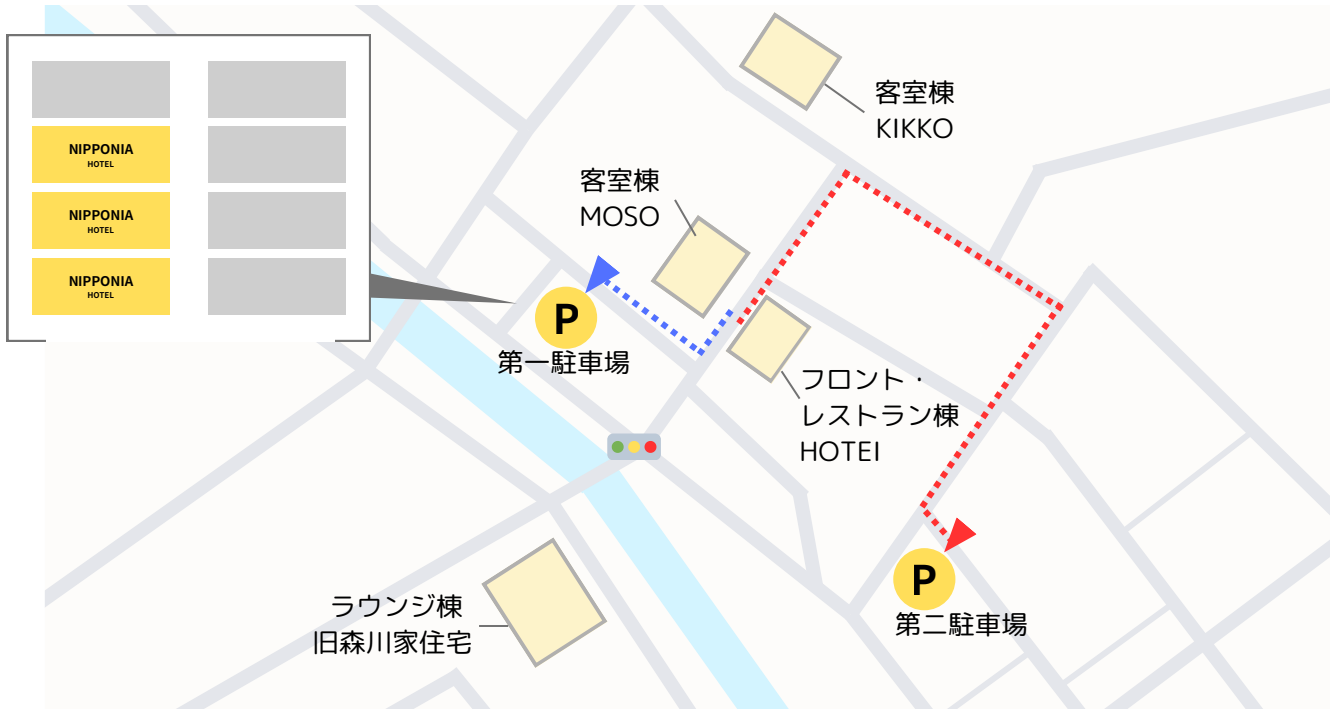 NIPPONIA
HOTEL
NIPPONIA
HOTEL
NIPPONIA
HOTEL
客室棟
KIKKO
客室棟
MOSO
P
第一駐車場
フロント・
レストラン棟
HOTEI
P
第二駐車場
ラウンジ棟
旧森川家住宅